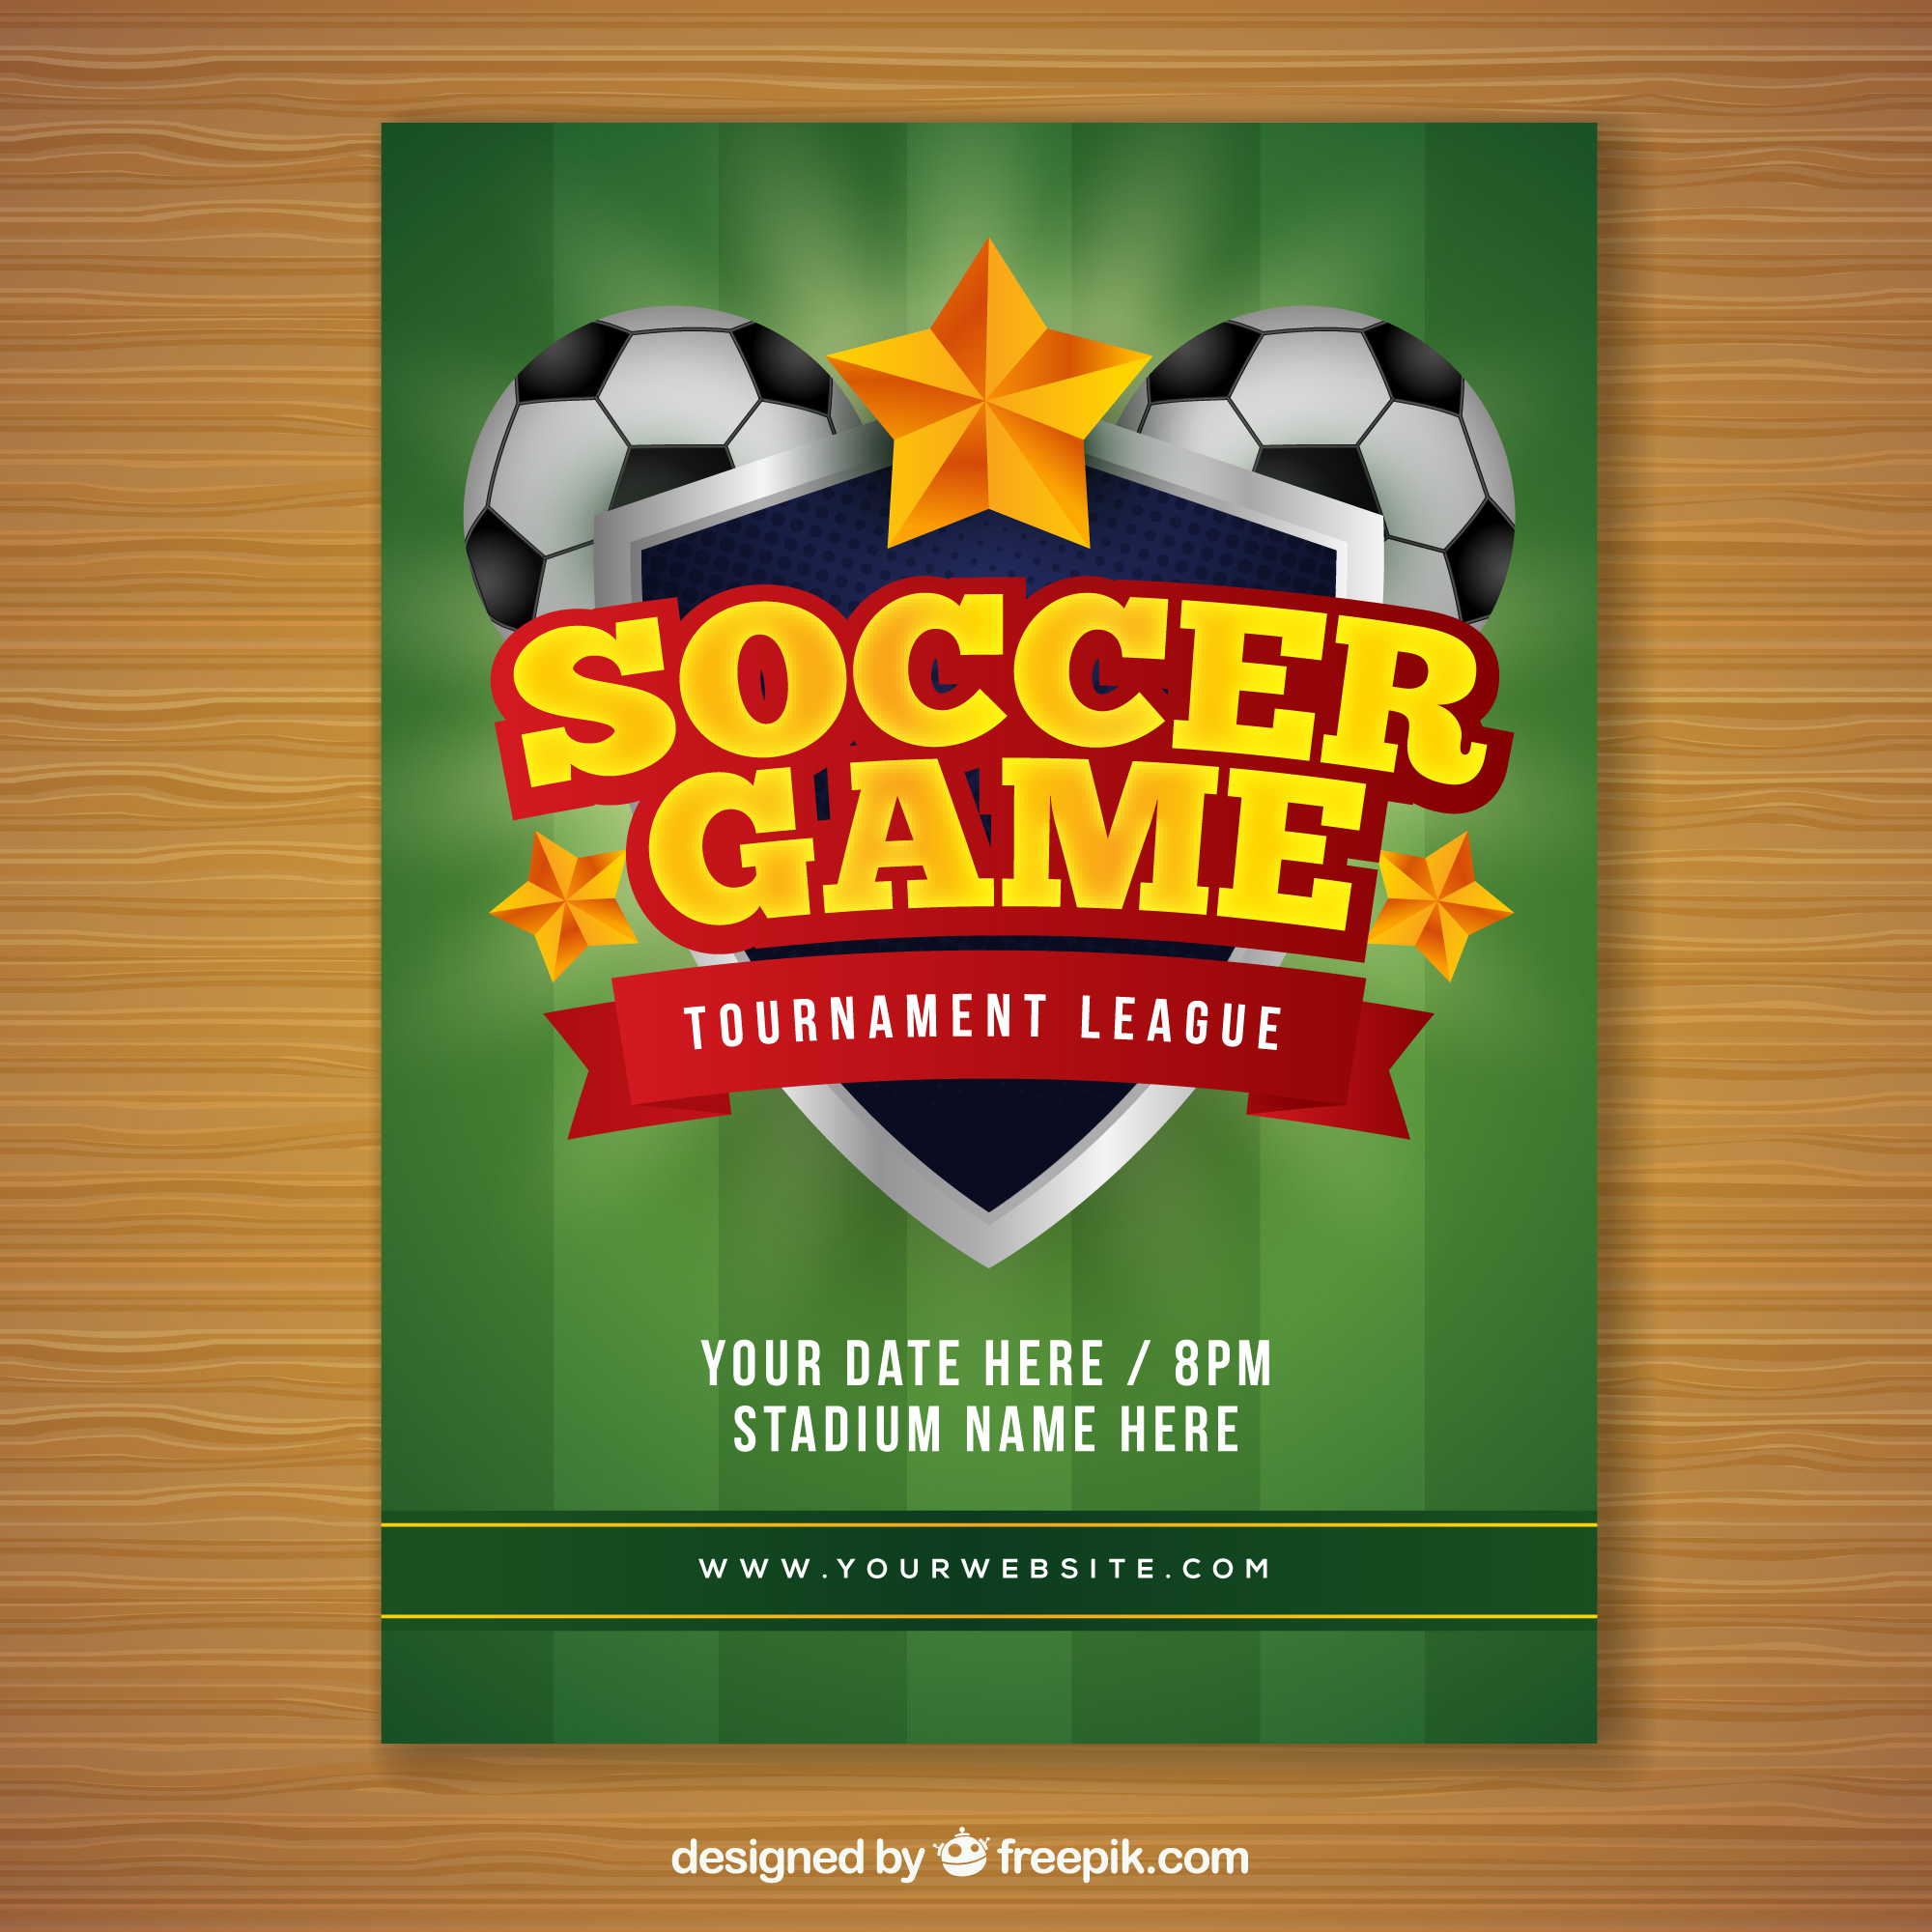 SOCCER
GAME
TOURNAMENT LEAGUE
YOUR DATE HERE / 8PM
STADIUM NAME HERE
WWW.YOURWEBSITE.COM
designed by freepik.com